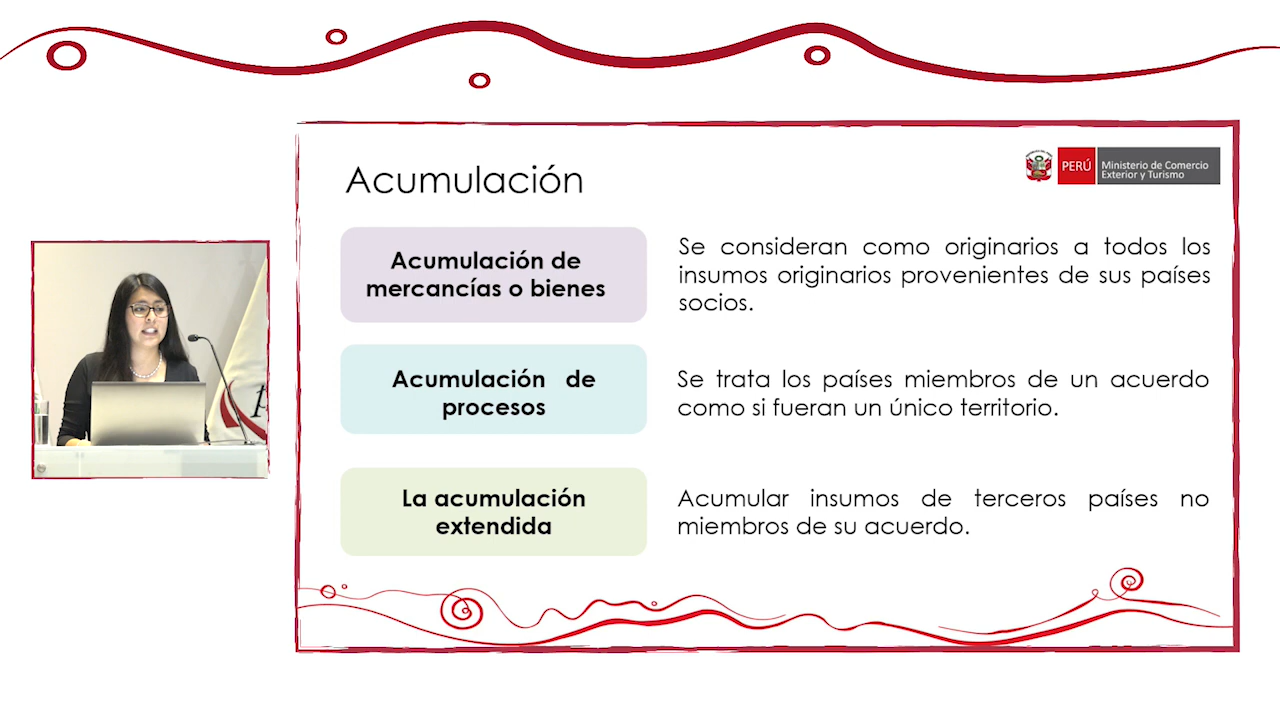 Acumulación
PERÚ
Ministerio de Comercio
Exterior y Turismo
Acumulación de
mercancías o bienes
Se consideran como originarios a todos los
insumos originarios provenientes de sus países
socios.
Acumulación de
procesos
Se trata los países miembros de un acuerdo
como si fueran un único territorio.
La acumulación
extendida
Acumular insumos de terceros países no
miembros de su acuerdo.